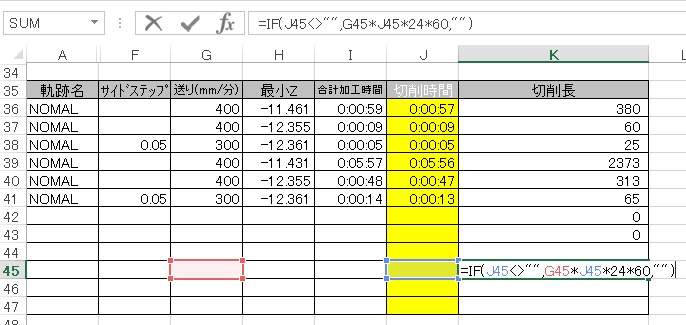 SUM =IF(J45<>"",G45*J45*24*60,"")
A F G H I J K
34
35 軌跡名 サイドステップ 送り(mm/分) 最小Z 合計加工時間 切削時間 切削長
36 NOMAL 400 -11.461 0:00:59 0:00:57 380
37 NOMAL 400 -12.355 0:00:09 0:00:09 60
38 NOMAL 0.05 300 -12.361 0:00:05 0:00:05 25
39 NOMAL 400 -11.431 0:05:57 0:05:56 2373
40 NOMAL 400 -12.355 0:00:48 0:00:47 313
41 NOMAL 0.05 300 -12.361 0:00:14 0:00:13 65
42 0
43 0
44
45 =IF(J45<>"",G45*J45*24*60,"")
46
47